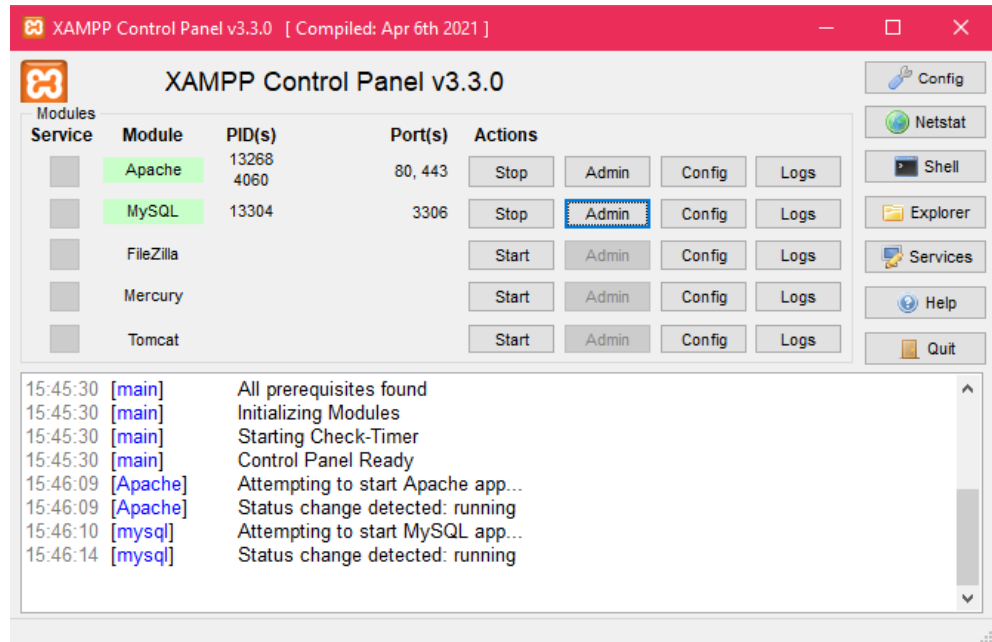 XAMPP Control Panel v3.3.0 [ Compiled: Apr 6th 2021 ]
XAMPP Control Panel v3.3.0
Config
Modules
Service Module PID(s) Port(s) Actions
Netstat
Apache 13268 4060 80, 443 Stop Admin Config Logs
Shell
MySQL 13304 3306 Stop Admin Config Logs
Explorer
FileZilla Start Admin Config Logs
Services
Mercury Start Admin Config Logs
Help
Tomcat Start Admin Config Logs
Quit
15:45:30 [main] All prerequisites found
15:45:30 [main] Initializing Modules
15:45:30 [main] Starting Check-Timer
15:45:30 [main] Control Panel Ready
15:46:09 [Apache] Attempting to start Apache app...
15:46:09 [Apache] Status change detected: running
15:46:10 [mysql] Attempting to start MySQL app...
15:46:14 [mysql] Status change detected: running